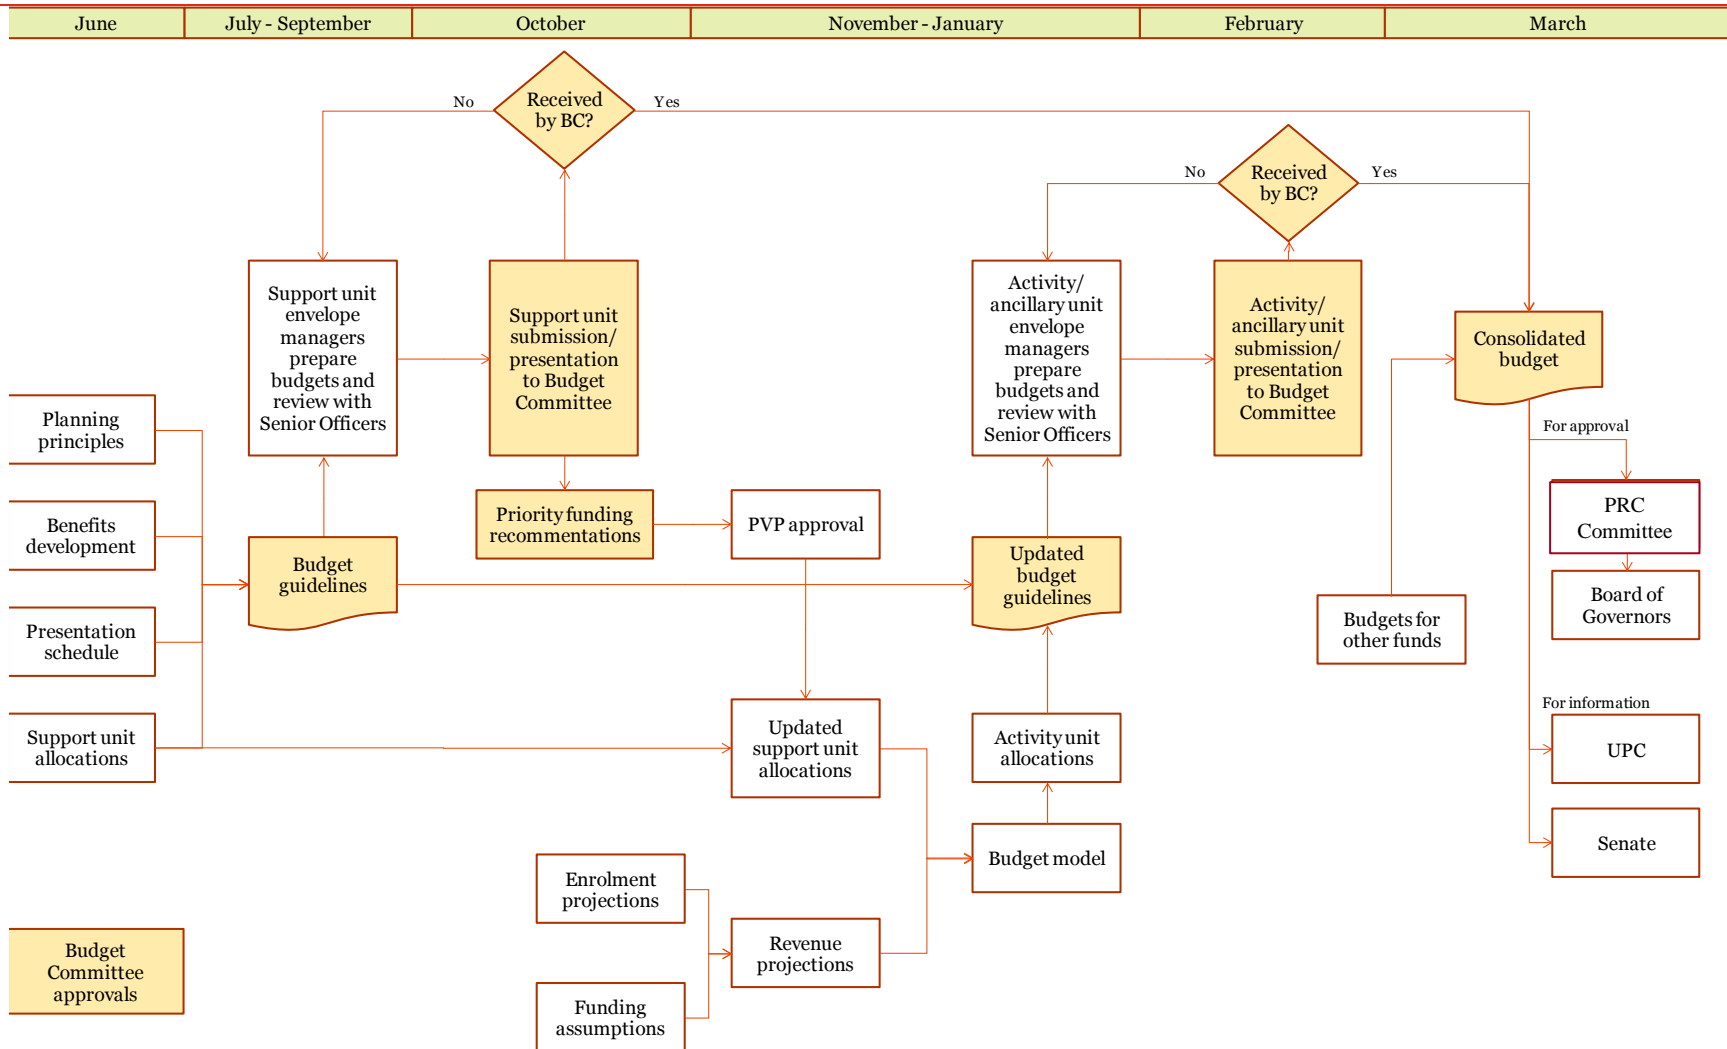 June
July - September
October
November - January
February
March
No
Received
by BC?
Yes
No
Received
by BC?
Yes
Support unit
envelope
managers
prepare
budgets and
review with
Senior Officers
Support unit
submission/
presentation
to Budget
Committee
Activity/
ancillary unit
envelope
managers
prepare
budgets and
review with
Senior Officers
Activity/
ancillary unit
submission/
presentation
to Budget
Committee
Consolidated
budget
Planning
principles
Benefits
development
Presentation
schedule
Support unit
allocations
Budget
guidelines
Priority funding
recommentations
PVP approval
Updated
budget
guidelines
Budgets for
other funds
For approval
PRC
Committee
Board of
Governors
For information
UPC
Senate
Updated
support unit
allocations
Activity unit
allocations
Budget model
Enrolment
projections
Revenue
projections
Funding
assumptions
Budget
Committee
approvals